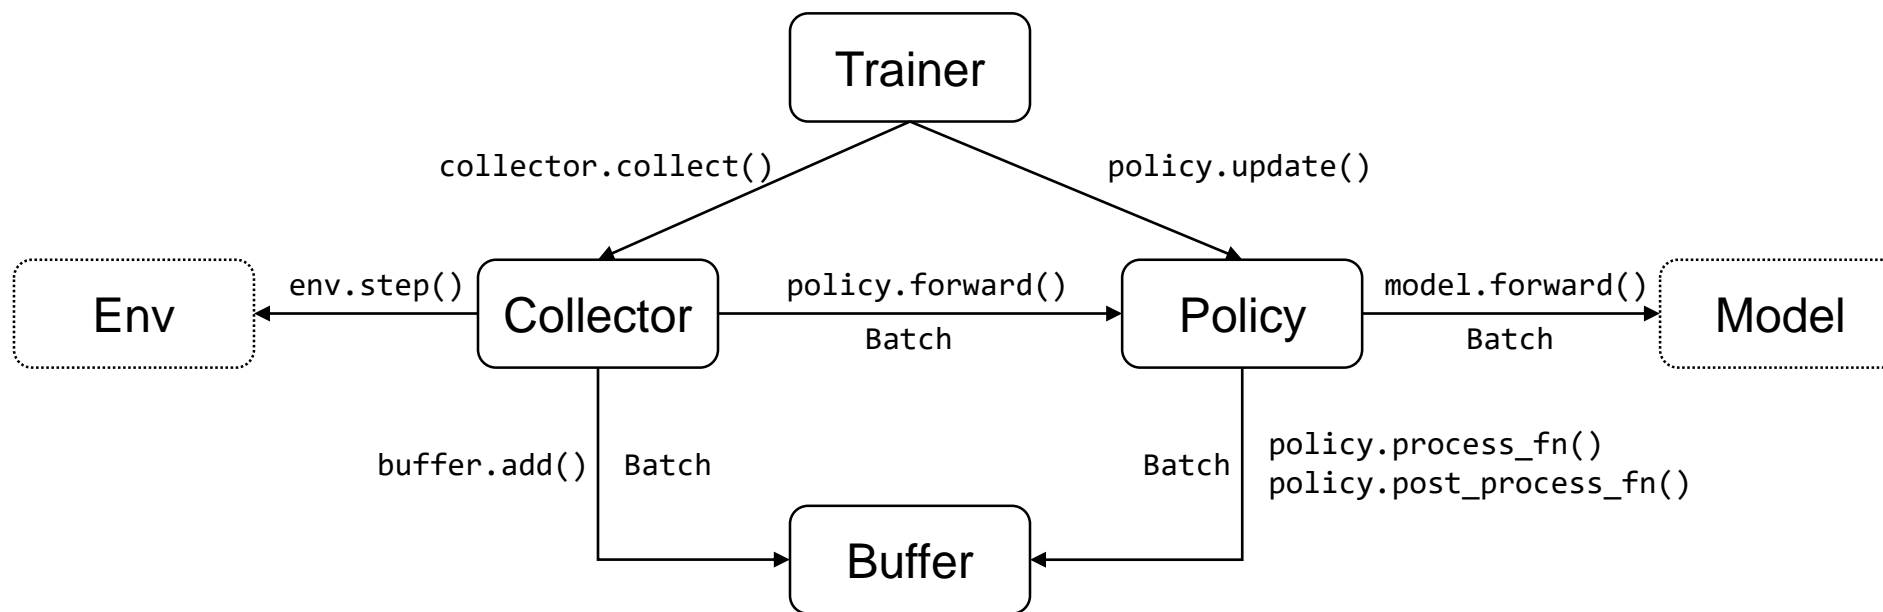 Trainer
collector.collect()
policy.update()
env.step()
policy.forward()
model.forward()
Env
Collector
Policy
Model
Batch
Batch
buffer.add()
Batch
Batch
policy.process_fn()
policy.post_process_fn()
Buffer